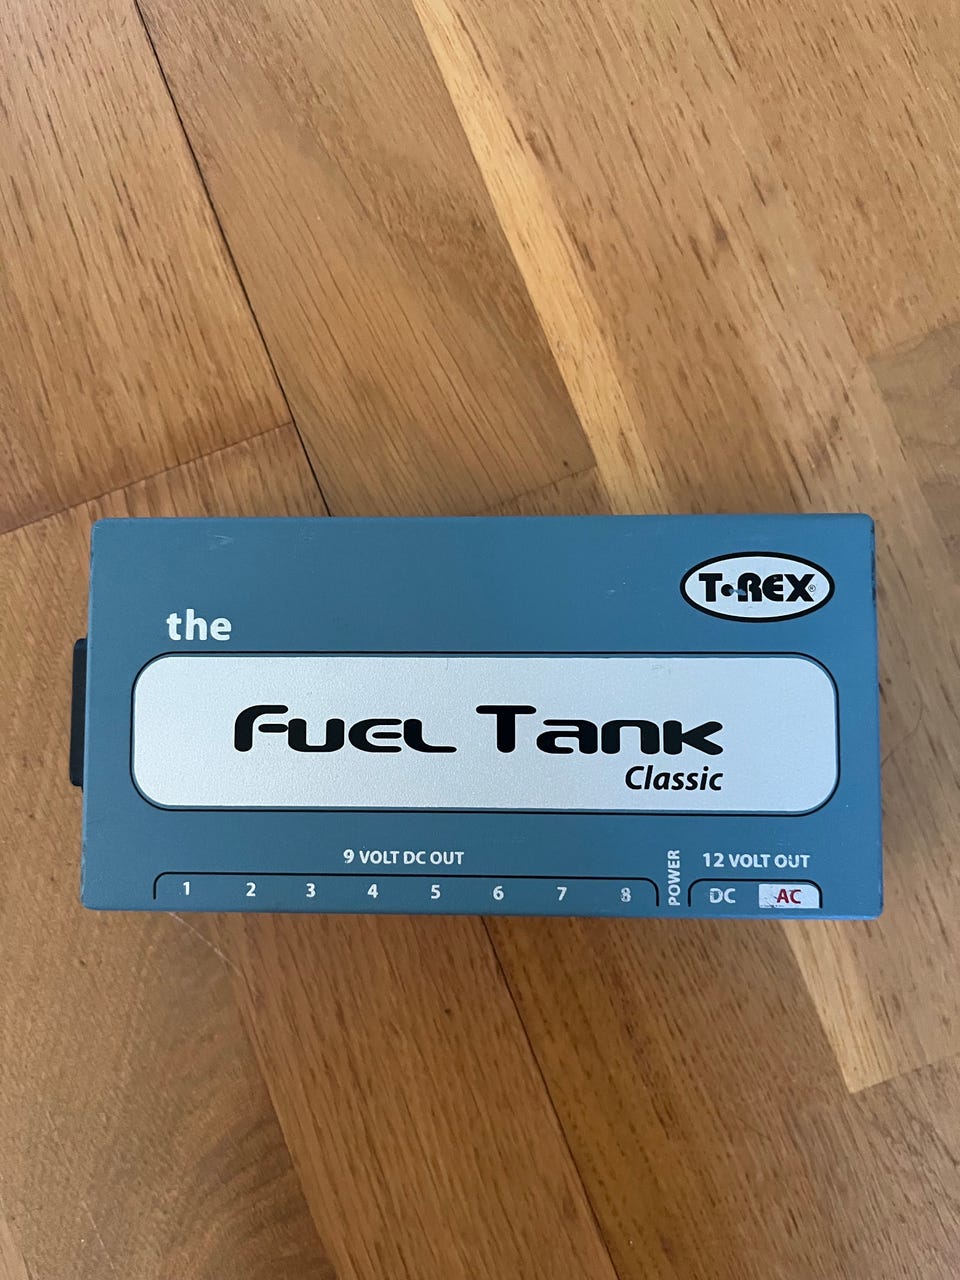 T-REX®
the
Fuel Tank
Classic
9 VOLT DC OUT
1 2 3 4 5 6 7 8
POWER
12 VOLT OUT
DC AC